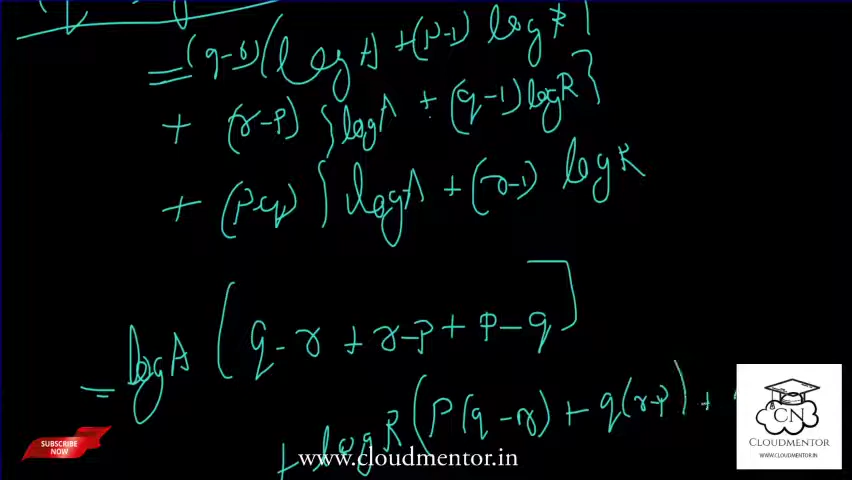 = (q-r) (log A + (P-1) log R}
+ (r-P) } log A + (q-1) log R}
+ (P-q) } log A + (r-1) log R
= log A ( q - r + r - p + P - q ]
+ log R ( P (q - r) + q (r-P) +
CN
CLOUDMENTOR
CLOUDMENTOR.IN
SUBSCRIBE
NOW
www.cloudmentor.in